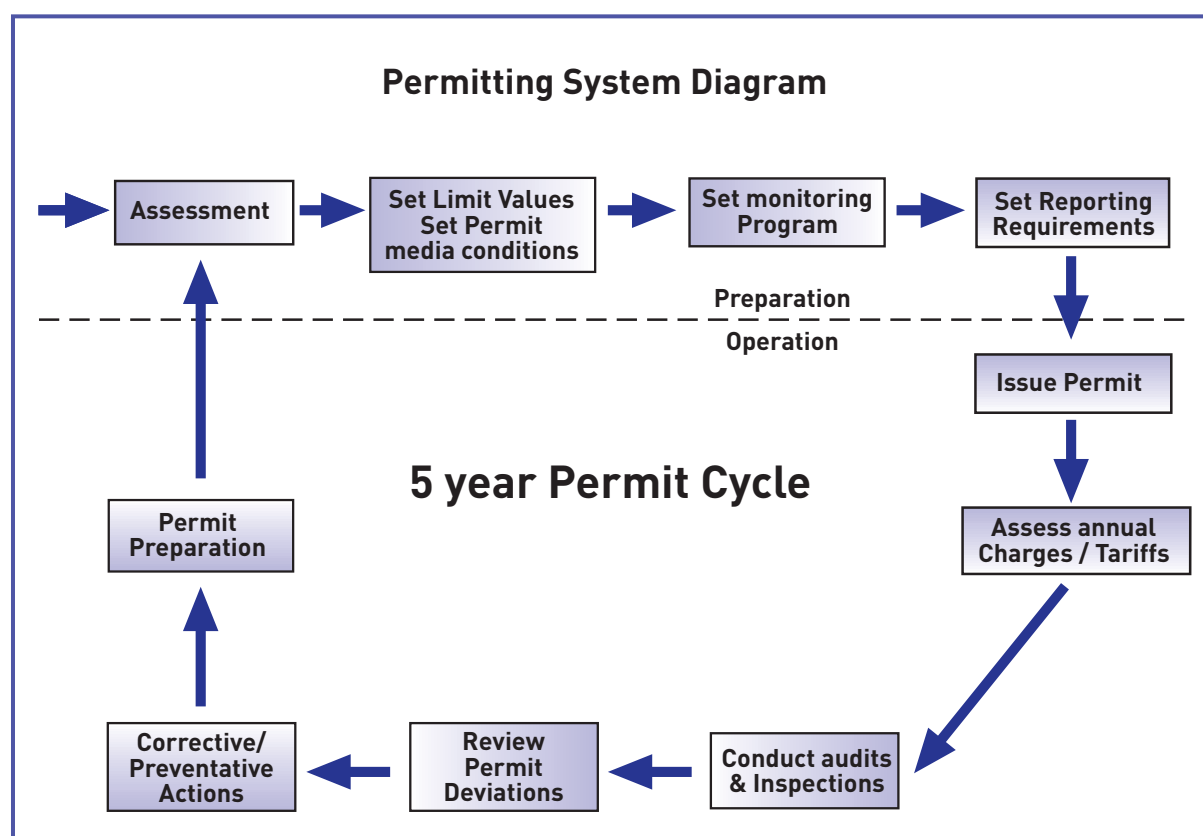 Permitting System Diagram
Assessment
Set Limit Values
Set Permit
media conditions
Set monitoring
Program
Set Reporting
Requirements
Preparation
Operation
Issue Permit
5 year Permit Cycle
Assess annual
Charges / Tariffs
Permit
Preparation
Corrective/
Preventative
Actions
Review
Permit
Deviations
Conduct audits
& Inspections